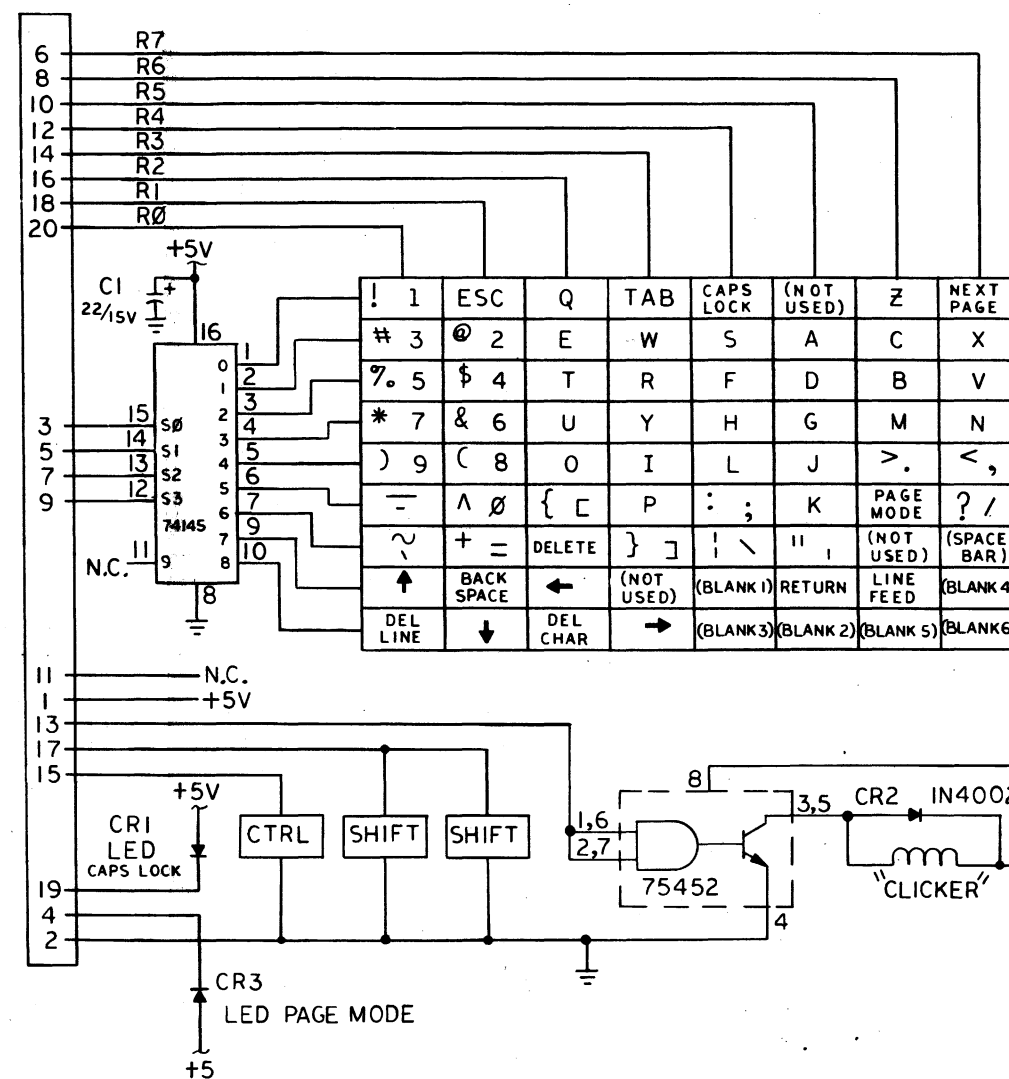 6 R7
8 R6
10 R5
12 R4
14 R3
16 R2
18 R1
20 RØ
+5V
C1 +
22/15V
16
! 1 ESC Q TAB CAPS LOCK (NOT USED) Z NEXT PAGE
# 3 @ 2 E W S A C X
% 5 $ 4 T R F D B V
* 7 & 6 U Y H G M N
) 9 ( 8 O I L J > . < ,
— - ^ Ø { [ P : ; K PAGE MODE ? /
~ ` + = DELETE } ] ¦ \ " ' (NOT USED) (SPACE BAR)
↑ BACK SPACE ← (NOT USED) (BLANK 1) RETURN LINE FEED (BLANK 4
DEL LINE ↓ DEL CHAR → (BLANK 3) (BLANK 2) (BLANK 5) (BLANK 6
0 1
1 2
2 3
3 4
4 5
5 6
6 7
7 9
8 10
3 15 SØ
5 14 S1
7 13 S2
9 12 S3
74145
N.C. 11 9
8
11 N.C.
1 +5V
13
17
15
+5V
CR1
LED
CAPS LOCK
CTRL SHIFT SHIFT
19
4
2
8
1,6
2,7
75452
3,5
4
CR2 1N4002
"CLICKER"
CR3
LED PAGE MODE
+5